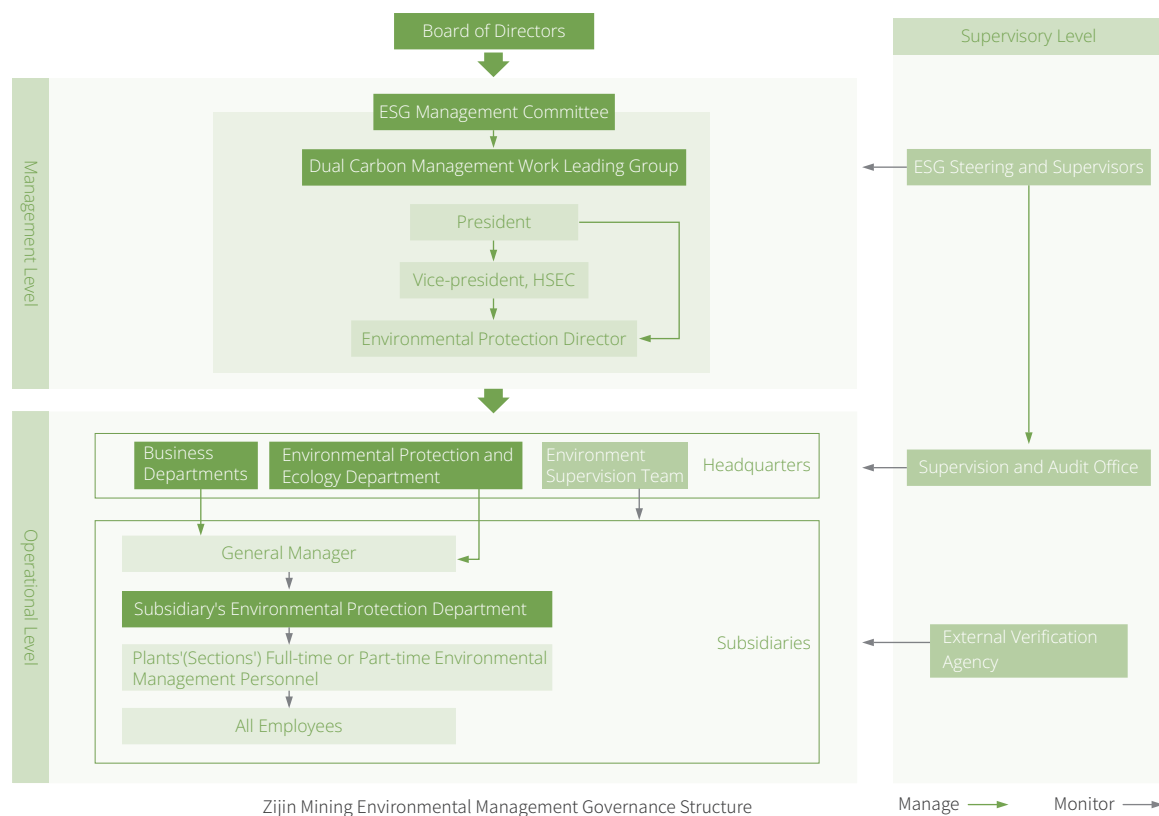 Board of Directors
Supervisory Level
Management Level
ESG Management Committee
Dual Carbon Management Work Leading Group
ESG Steering and Supervisors
President
Vice-president, HSEC
Environmental Protection Director
Operational Level
Business
Departments
Environmental Protection and
Ecology Department
Environment
Supervision Team
Headquarters
Supervision and Audit Office
General Manager
Subsidiary's Environmental Protection Department
Plants'(Sections') Full-time or Part-time Environmental
Management Personnel
All Employees
Subsidiaries
External Verification
Agency
Zijin Mining Environmental Management Governance Structure
Manage
Monitor